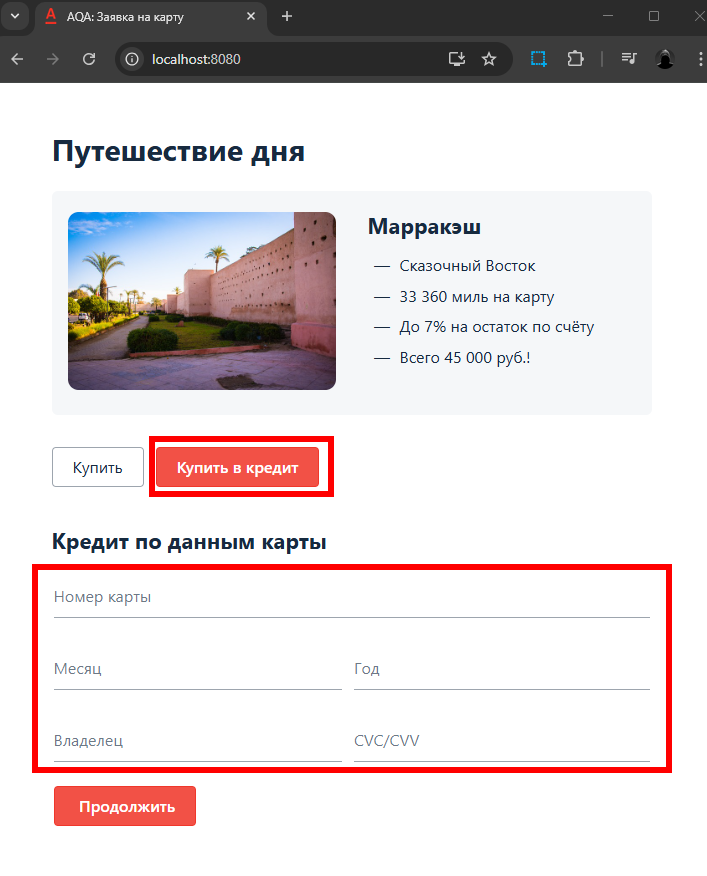 AQA: Заявка на карту
localhost:8080
Путешествие дня
Марракэш
— Сказочный Восток
— 33 360 миль на карту
— До 7% на остаток по счёту
— Всего 45 000 руб.!
Купить Купить в кредит
Кредит по данным карты
Номер карты
Месяц Год
Владелец CVC/CVV
Продолжить